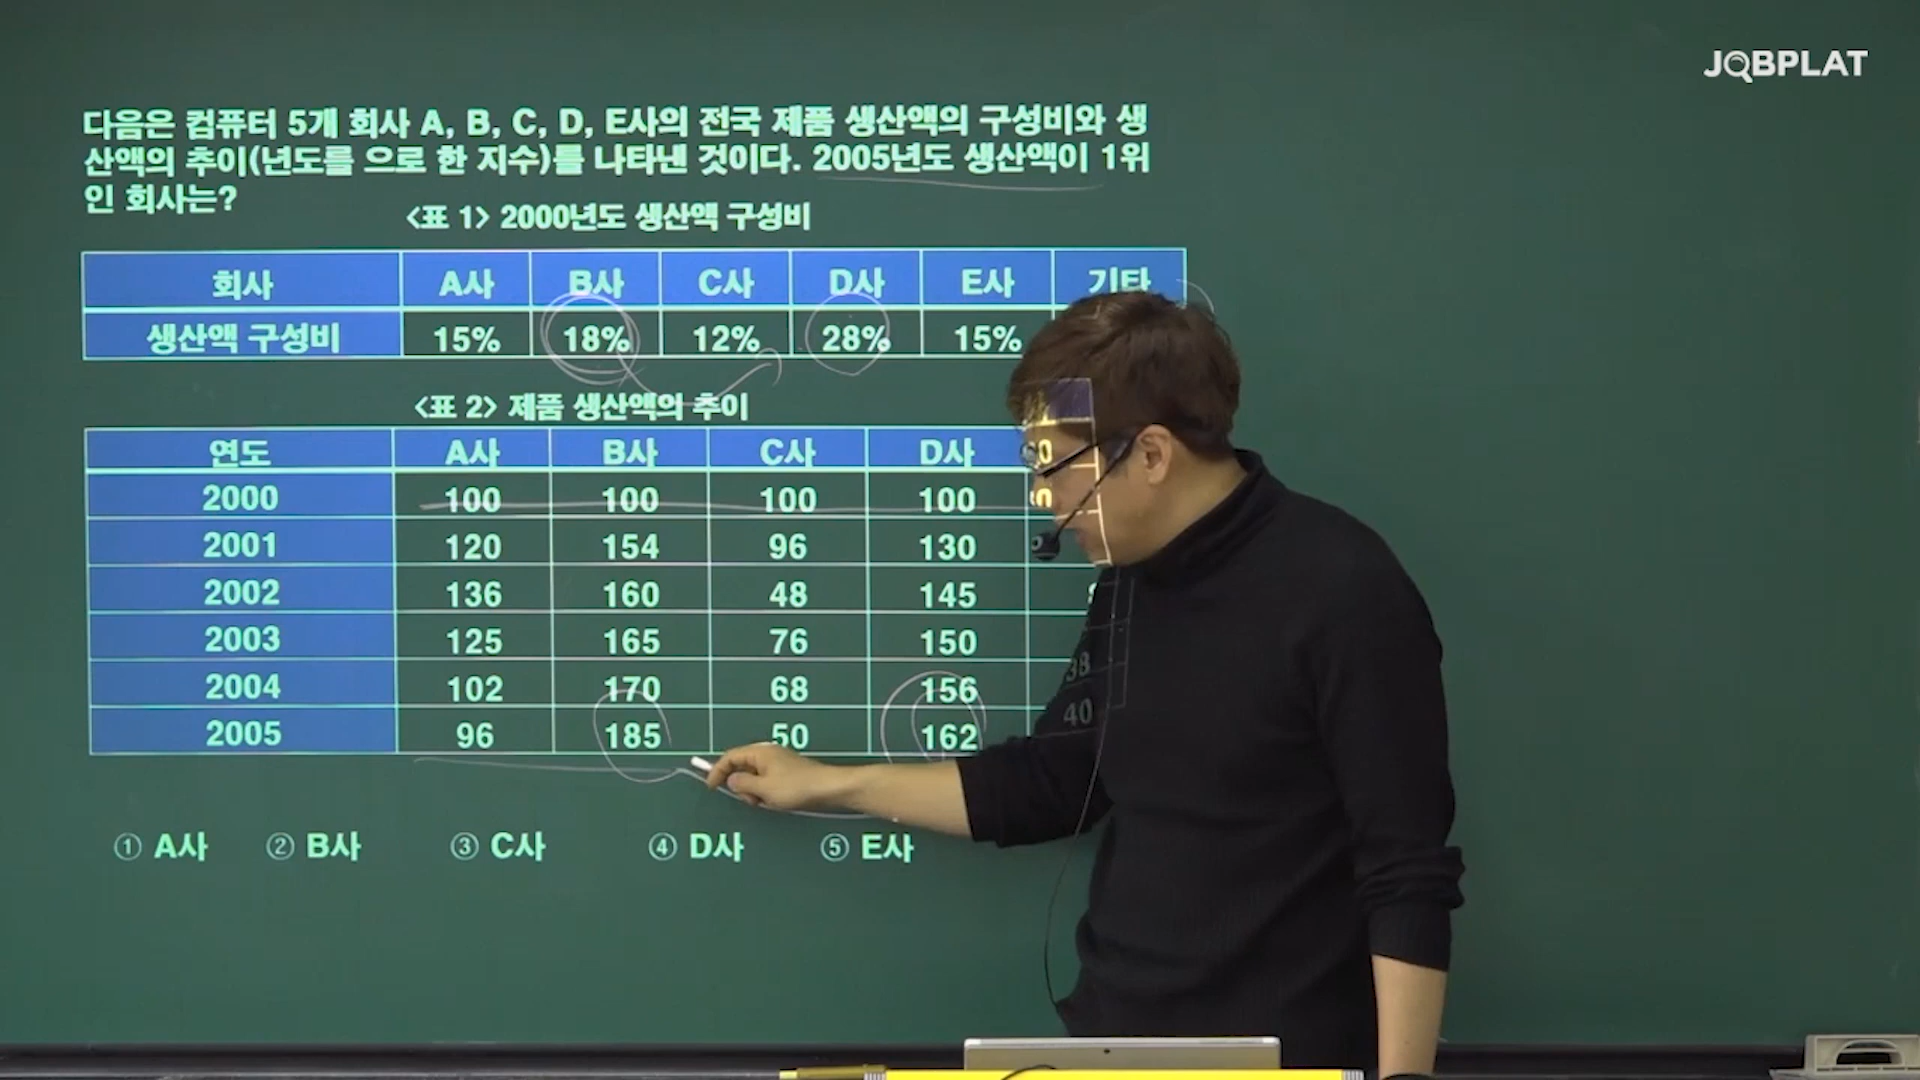 JOBPLAT
다음은 컴퓨터 5개 회사 A, B, C, D, E사의 전국 제품 생산액의 구성비와 생
산액의 추이(년도를 으로 한 지수)를 나타낸 것이다. 2005년도 생산액이 1위
인 회사는?
<표 1> 2000년도 생산액 구성비
회사 A사 B사 C사 D사 E사 기타
생산액 구성비 15% 18% 12% 28% 15%
<표 2> 제품 생산액의 추이
연도 A사 B사 C사 D사
2000 100 100 100 100
2001 120 154 96 130
2002 136 160 48 145
2003 125 165 76 150
2004 102 170 68 156 38
2005 96 185 50 162 40
① A사 ② B사 ③ C사 ④ D사 ⑤ E사